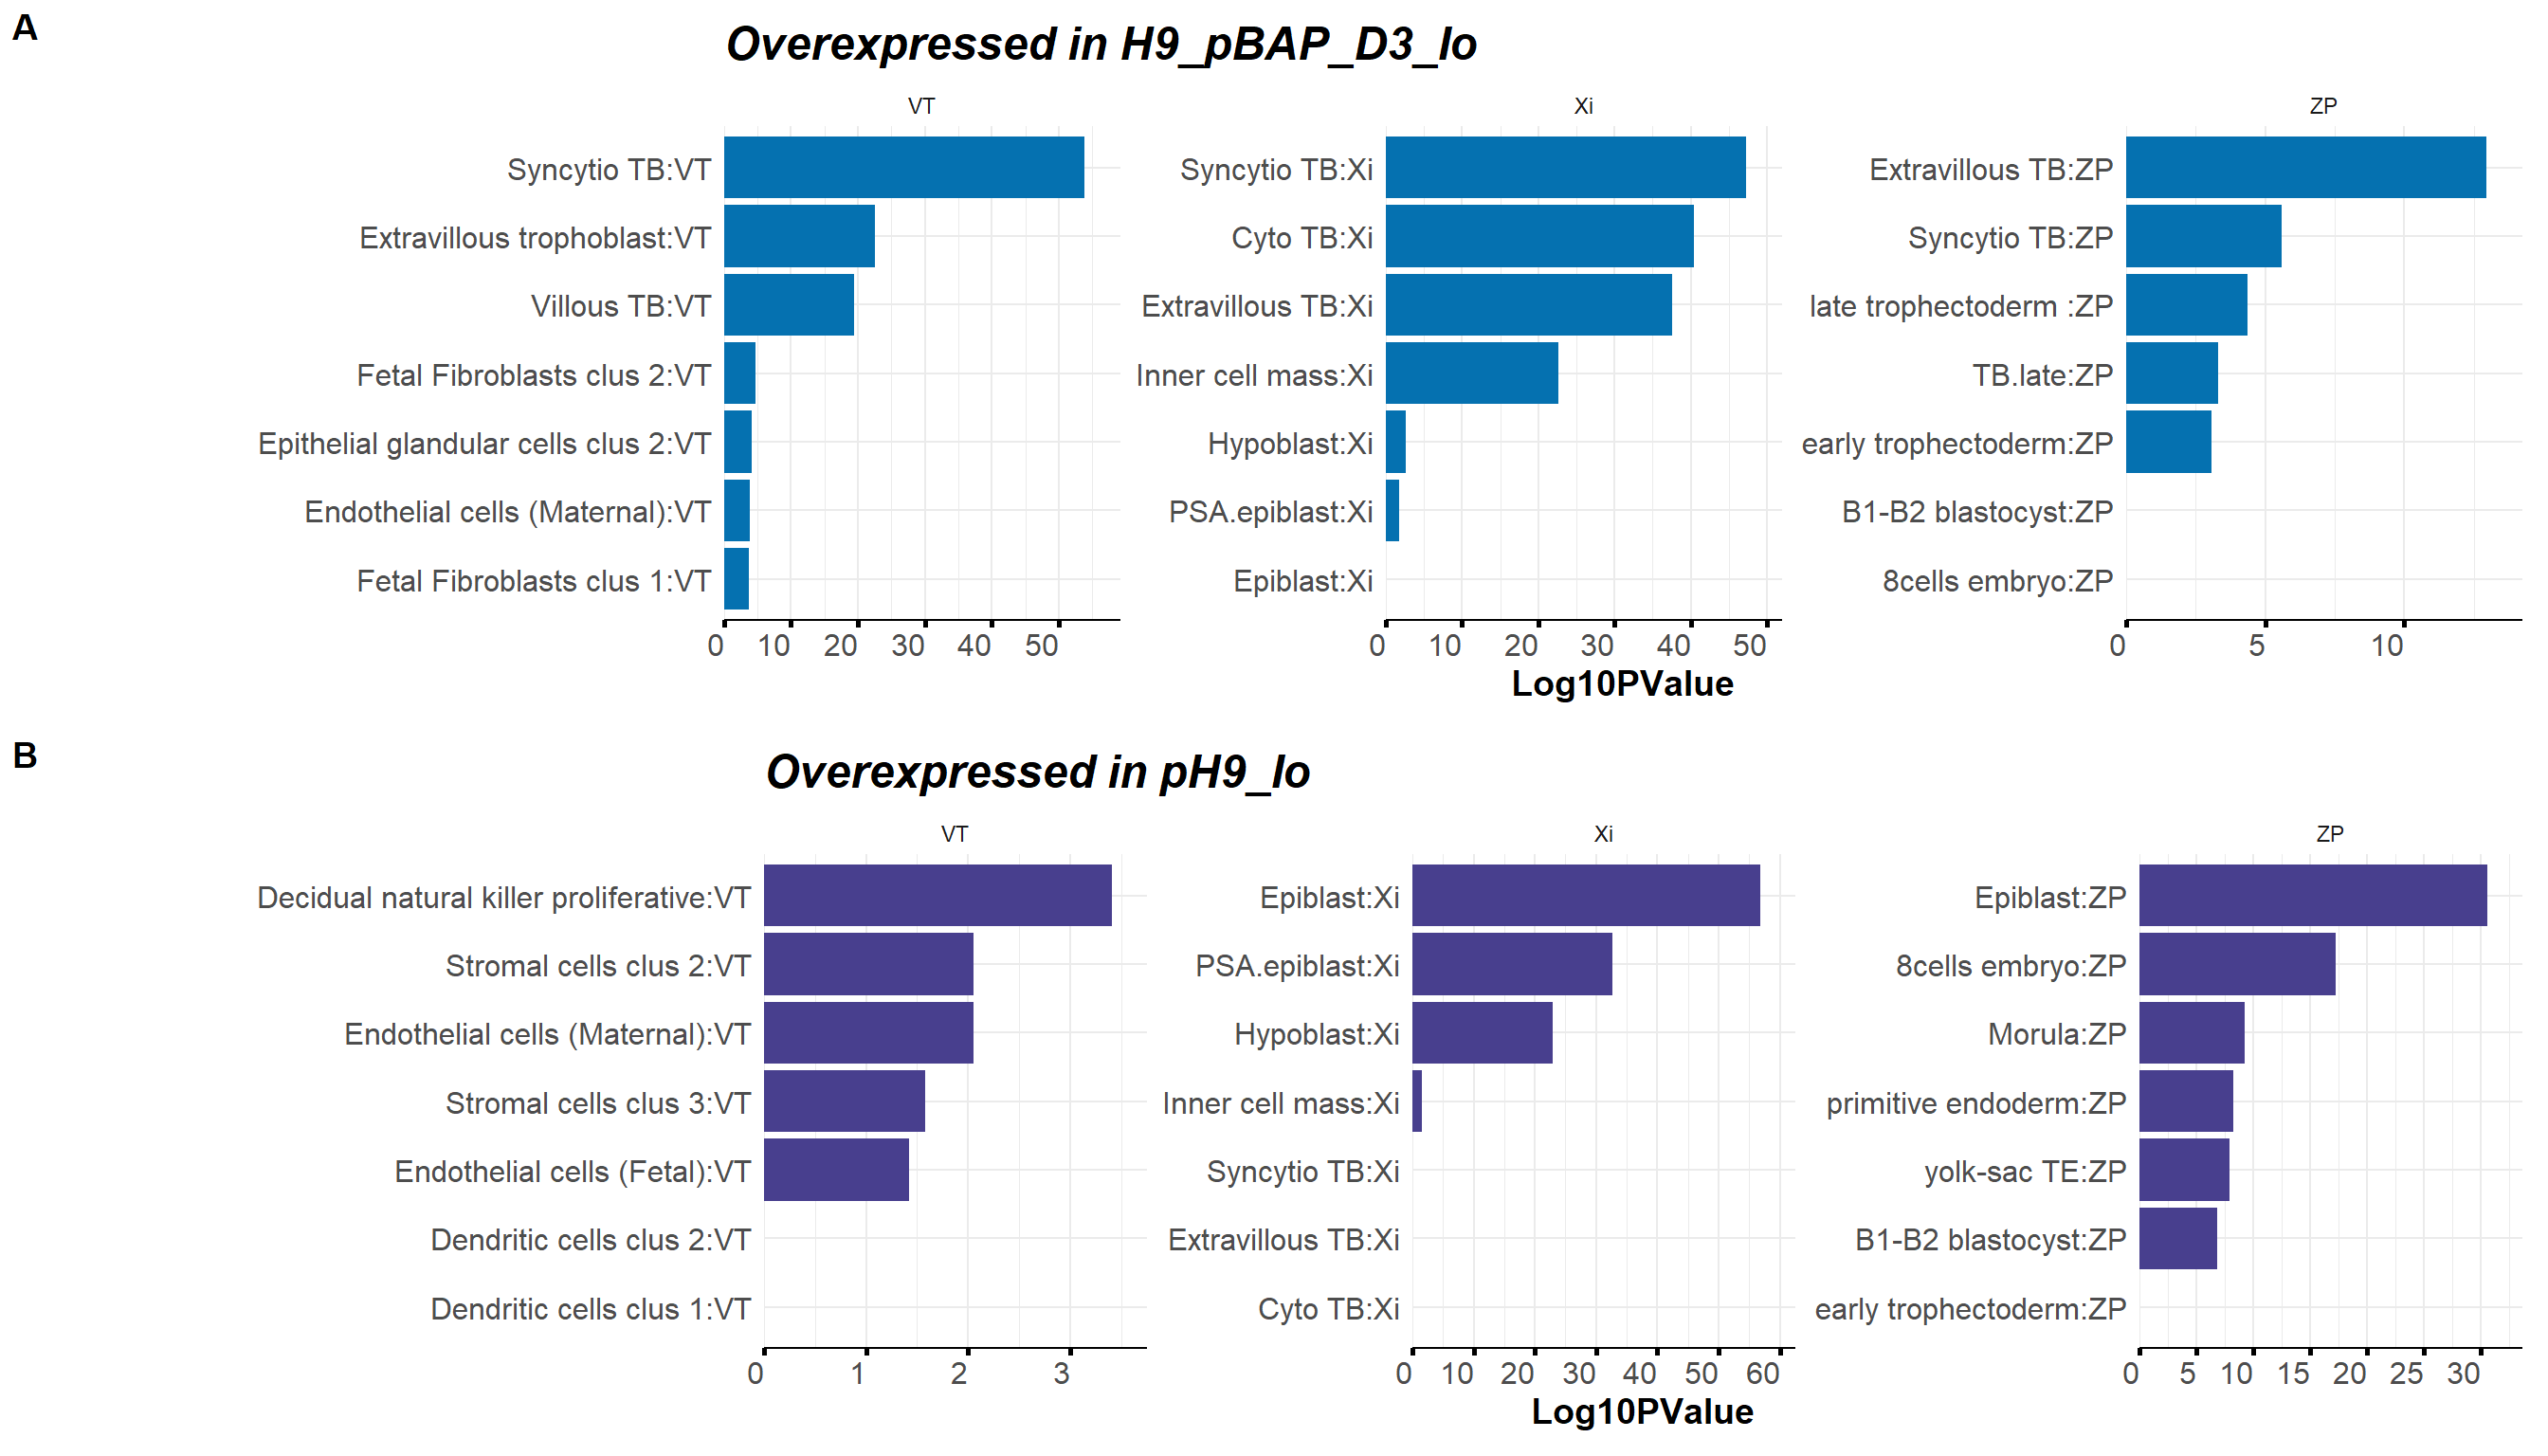 A
Overexpressed in H9_pBAP_D3_Io
VT
Xi
ZP
Syncytio TB:VT
Extravillous trophoblast:VT
Villous TB:VT
Fetal Fibroblasts clus 2:VT
Epithelial glandular cells clus 2:VT
Endothelial cells (Maternal):VT
Fetal Fibroblasts clus 1:VT
0 10 20 30 40 50
Syncytio TB:Xi
Cyto TB:Xi
Extravillous TB:Xi
Inner cell mass:Xi
Hypoblast:Xi
PSA.epiblast:Xi
Epiblast:Xi
0 10 20 30 40 50
Extravillous TB:ZP
Syncytio TB:ZP
late trophectoderm :ZP
TB.late:ZP
early trophectoderm:ZP
B1-B2 blastocyst:ZP
8cells embryo:ZP
0 5 10
Log10PValue
B
Overexpressed in pH9_Io
VT
Xi
ZP
Decidual natural killer proliferative:VT
Stromal cells clus 2:VT
Endothelial cells (Maternal):VT
Stromal cells clus 3:VT
Endothelial cells (Fetal):VT
Dendritic cells clus 2:VT
Dendritic cells clus 1:VT
0 1 2 3
Epiblast:Xi
PSA.epiblast:Xi
Hypoblast:Xi
Inner cell mass:Xi
Syncytio TB:Xi
Extravillous TB:Xi
Cyto TB:Xi
0 10 20 30 40 50 60
Epiblast:ZP
8cells embryo:ZP
Morula:ZP
primitive endoderm:ZP
yolk-sac TE:ZP
B1-B2 blastocyst:ZP
early trophectoderm:ZP
0 5 10 15 20 25 30
Log10PValue